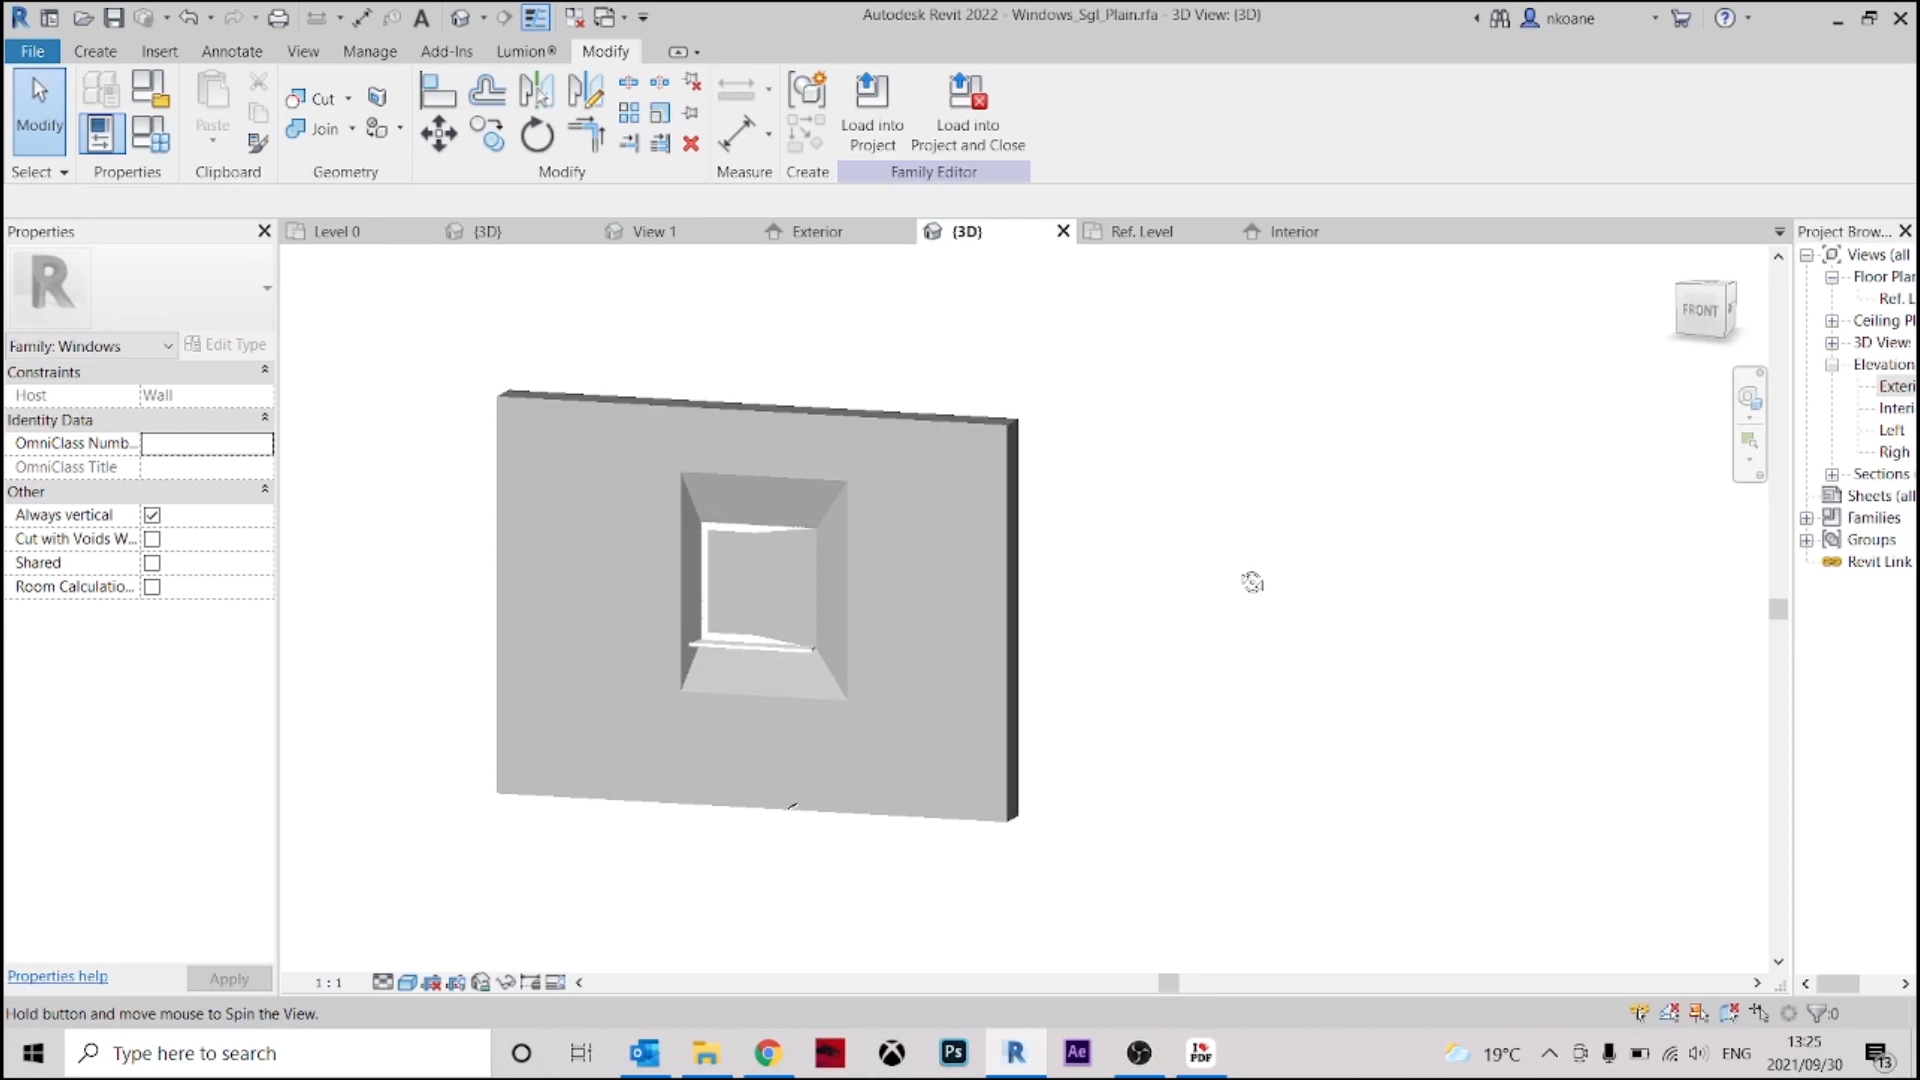 Autodesk Revit 2022 - Windows_Sgl_Plain.rfa - 3D View: {3D}
nkoane
File Create Insert Annotate View Manage Add-Ins Lumion® Modify
Modify
Paste
Cut
Join
Load into Project
Load into Project and Close
Select Properties Clipboard Geometry Modify Measure Create Family Editor
Properties
Level 0 {3D} View 1 Exterior {3D} Ref. Level Interior
Project Brow...
Family: Windows Edit Type
Constraints
Host Wall
Identity Data
OmniClass Numb...
OmniClass Title
Other
Always vertical
Cut with Voids W...
Shared
Room Calculatio...
Properties help Apply
FRONT
Views (all
Floor Plan
Ref. L
Ceiling Pl
3D View:
Elevation
Exteri
Interi
Left
Righ
Sections
Sheets (all
Families
Groups
Revit Link
1 : 1
Hold button and move mouse to Spin the View.
:0
Type here to search
Ps
R
Ae
I PDF
19°C
ENG
13:25
2021/09/30
13